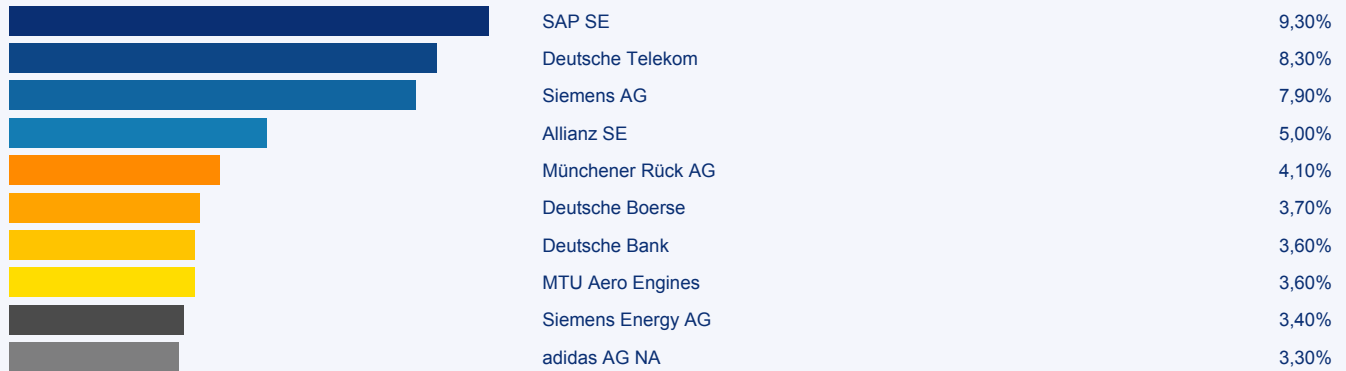 SAP SE 9,30%
Deutsche Telekom 8,30%
Siemens AG 7,90%
Allianz SE 5,00%
Münchener Rück AG 4,10%
Deutsche Boerse 3,70%
Deutsche Bank 3,60%
MTU Aero Engines 3,60%
Siemens Energy AG 3,40%
adidas AG NA 3,30%